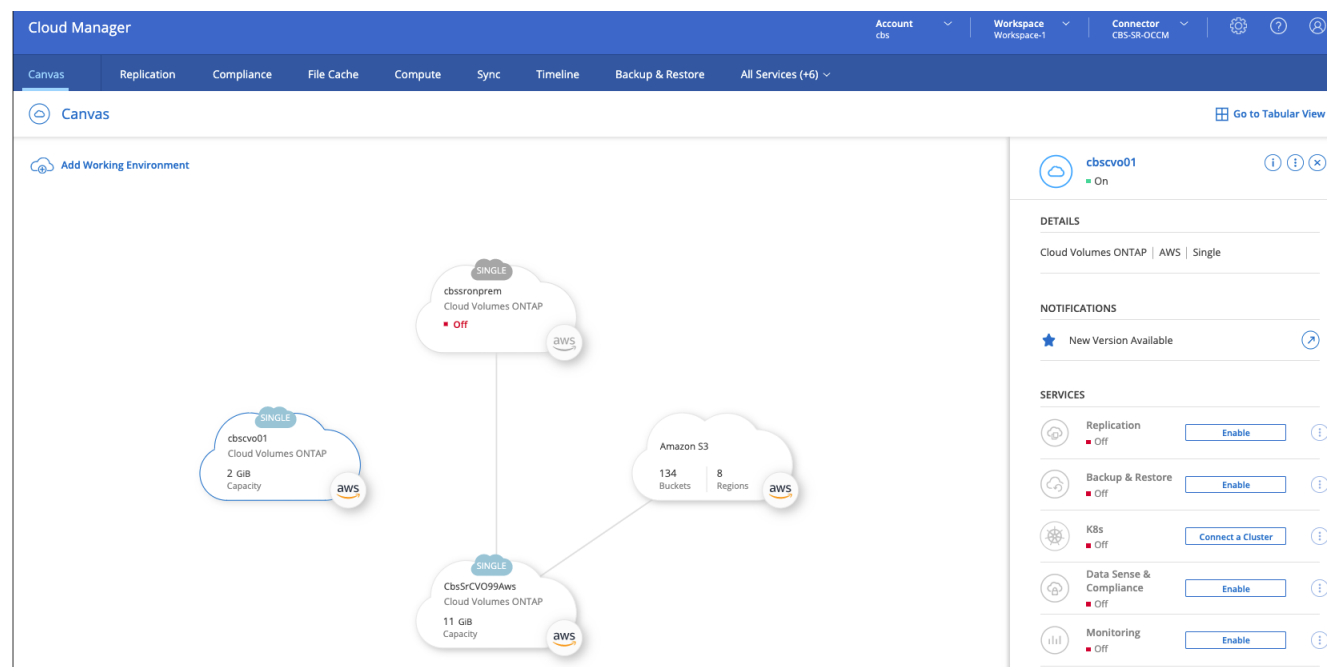 Cloud Manager
Account
cbs
Workspace
Workspace-1
Connector
CBS-SR-OCCM
Canvas
Replication
Compliance
File Cache
Compute
Sync
Timeline
Backup & Restore
All Services (+6)
Canvas
Go to Tabular View
Add Working Environment
SINGLE
cbssronprem
Cloud Volumes ONTAP
Off
aws
SINGLE
cbscvo01
Cloud Volumes ONTAP
2 GiB
Capacity
aws
Amazon S3
134
Buckets
8
Regions
aws
SINGLE
CbsSrCVO99Aws
Cloud Volumes ONTAP
11 GiB
Capacity
aws
cbscvo01
On
DETAILS
Cloud Volumes ONTAP | AWS | Single
NOTIFICATIONS
New Version Available
SERVICES
Replication
Off
Enable
Backup & Restore
Off
Enable
K8s
Off
Connect a Cluster
Data Sense &
Compliance
Off
Enable
Monitoring
Off
Enable